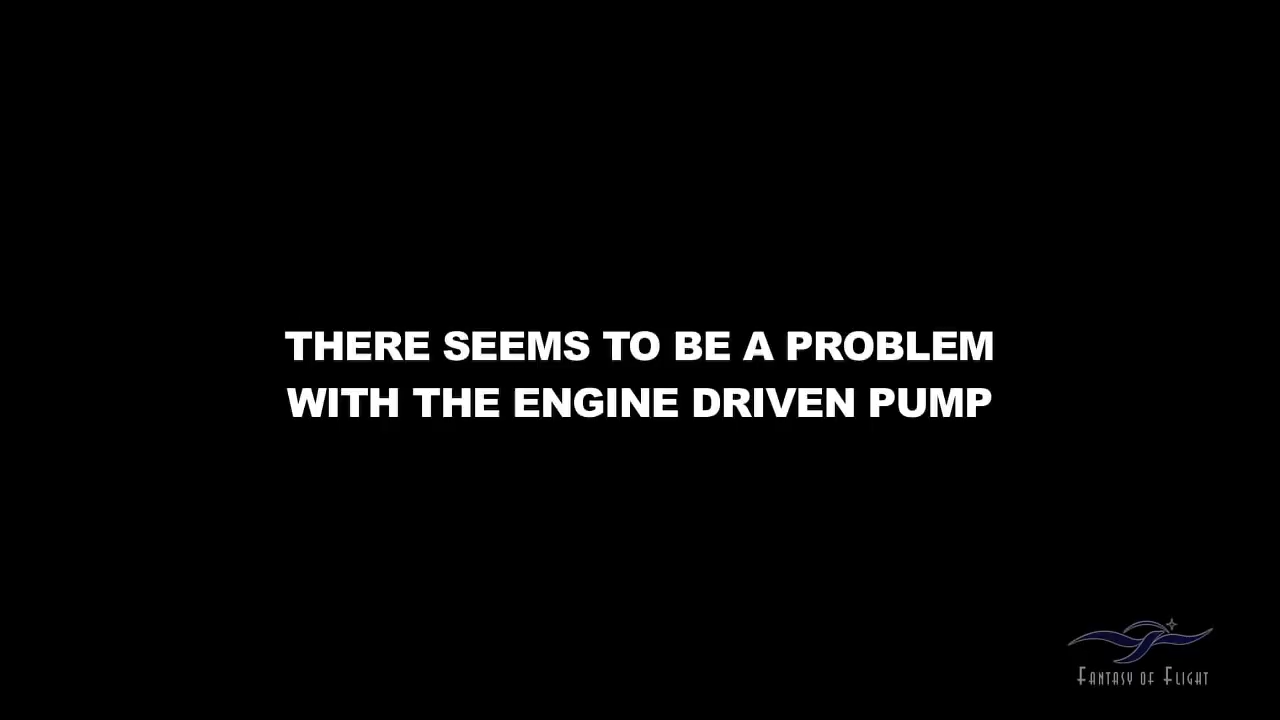 THERE SEEMS TO BE A PROBLEM
WITH THE ENGINE DRIVEN PUMP
FANTASY OF FLIGHT